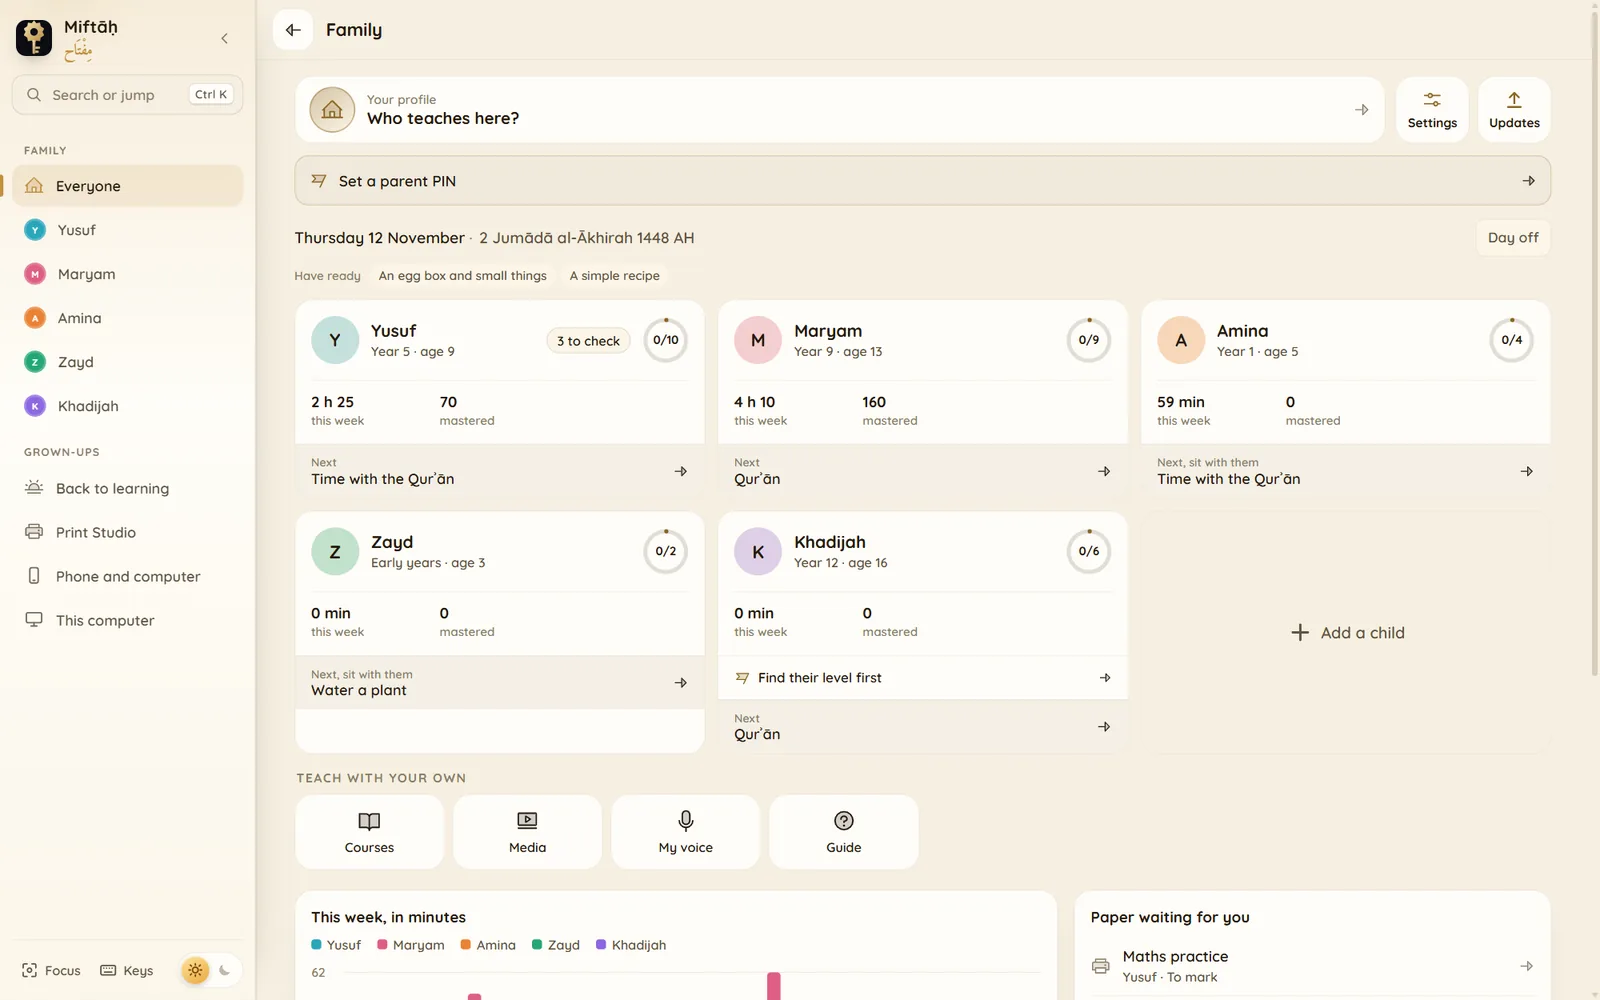 Miftāḥ
مِفْتَاح
Search or jump
Ctrl K
FAMILY
Everyone
Y Yusuf
M Maryam
A Amina
Z Zayd
K Khadijah
GROWN-UPS
Back to learning
Print Studio
Phone and computer
This computer
Focus
Keys
Family
Your profile
Who teaches here?
Settings
Updates
Set a parent PIN
Thursday 12 November · 2 Jumādā al-Ākhirah 1448 AH
Day off
Have ready An egg box and small things A simple recipe
Y
Yusuf
Year 5 · age 9
3 to check
0/10
2 h 25
this week
70
mastered
Next
Time with the Qurʾān
M
Maryam
Year 9 · age 13
0/9
4 h 10
this week
160
mastered
Next
Qurʾān
A
Amina
Year 1 · age 5
0/4
59 min
this week
0
mastered
Next, sit with them
Time with the Qurʾān
Z
Zayd
Early years · age 3
0/2
0 min
this week
0
mastered
Next, sit with them
Water a plant
K
Khadijah
Year 12 · age 16
0/6
0 min
this week
0
mastered
Find their level first
Next
Qurʾān
Add a child
TEACH WITH YOUR OWN
Courses
Media
My voice
Guide
This week, in minutes
Yusuf Maryam Amina Zayd Khadijah
62
Paper waiting for you
Maths practice
Yusuf · To mark